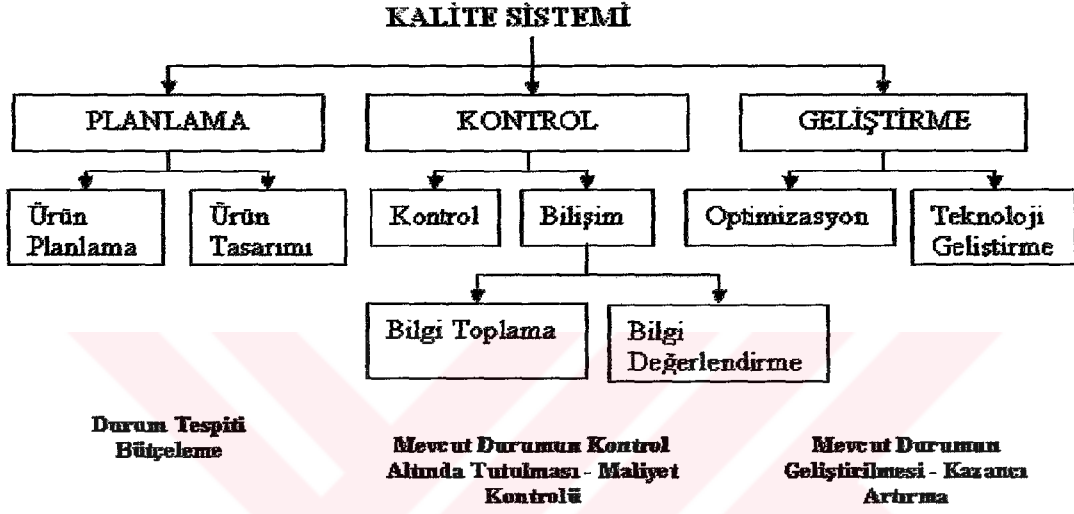 KALİTE SİSTEMİ
PLANLAMA
KONTROL
GELİŞTİRME
Ürün
Planlama
Ürün
Tasarımı
Kontrol
Bilişim
Optimizasyon
Teknoloji
Geliştirme
Bilgi Toplama
Bilgi
Değerlendirme
Durum Tespiti
Bütçeleme
Mevcut Durumun Kontrol
Altında Tutulması - Maliyet
Kontrolü
Mevcut Durumun
Geliştirilmesi - Kazancı
Artırma